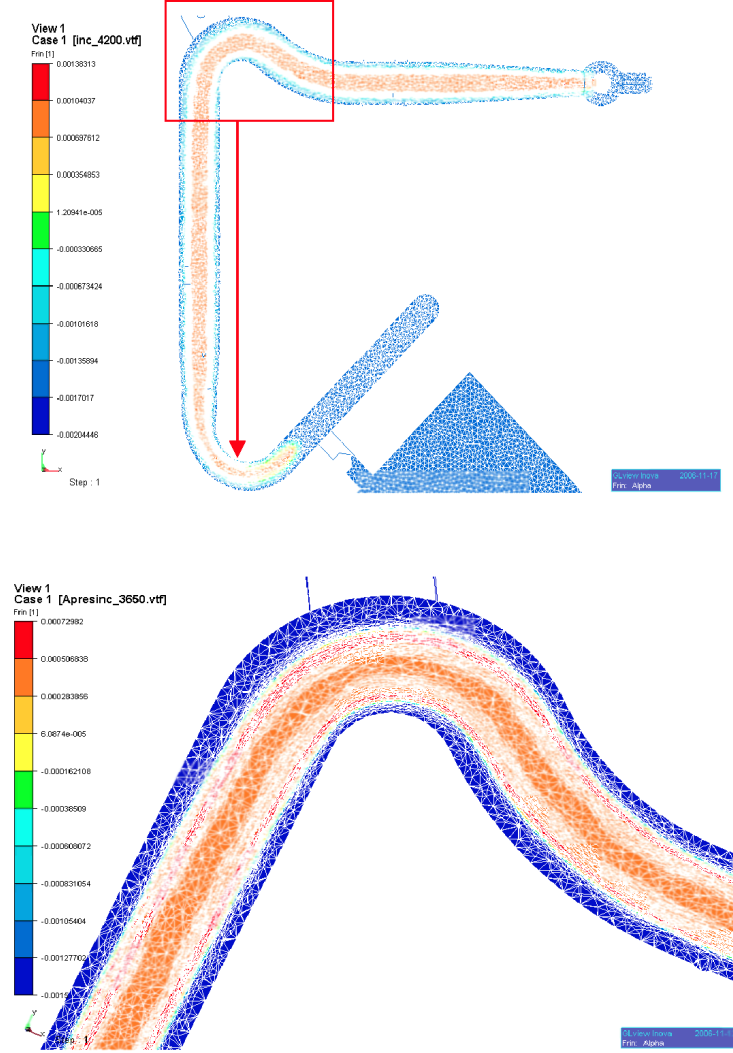 View 1
Case 1 [inc_4200.vtf]
Frin [1]
0.00138313
0.00104037
0.000697612
0.000354853
1.20941e-005
-0.000330665
-0.000673424
-0.00101618
-0.00135894
-0.0017017
-0.00204446
y
x
Step : 1
GLview Inova 2006-11-17
Frin: Alpha
View 1
Case 1 [Apresinc_3650.vtf]
Frin [1]
0.00072982
0.000506838
0.000283856
6.0874e-005
-0.000162108
-0.00038509
-0.000608072
-0.000831054
-0.00105404
-0.00127702
y
x
1
GLview Inova
Frin: Alpha